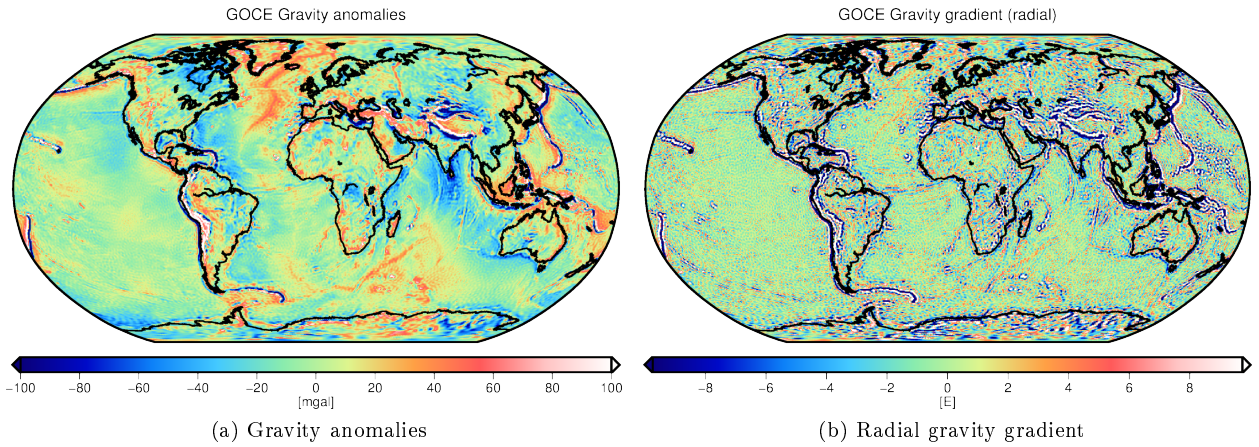 GOCE Gravity anomalies
GOCE Gravity gradient (radial)
−100 −80 −60 −40 −20 0 20 40 60 80 100
[mgal]
−8 −6 −4 −2 0 2 4 6 8
[E]
(a) Gravity anomalies
(b) Radial gravity gradient